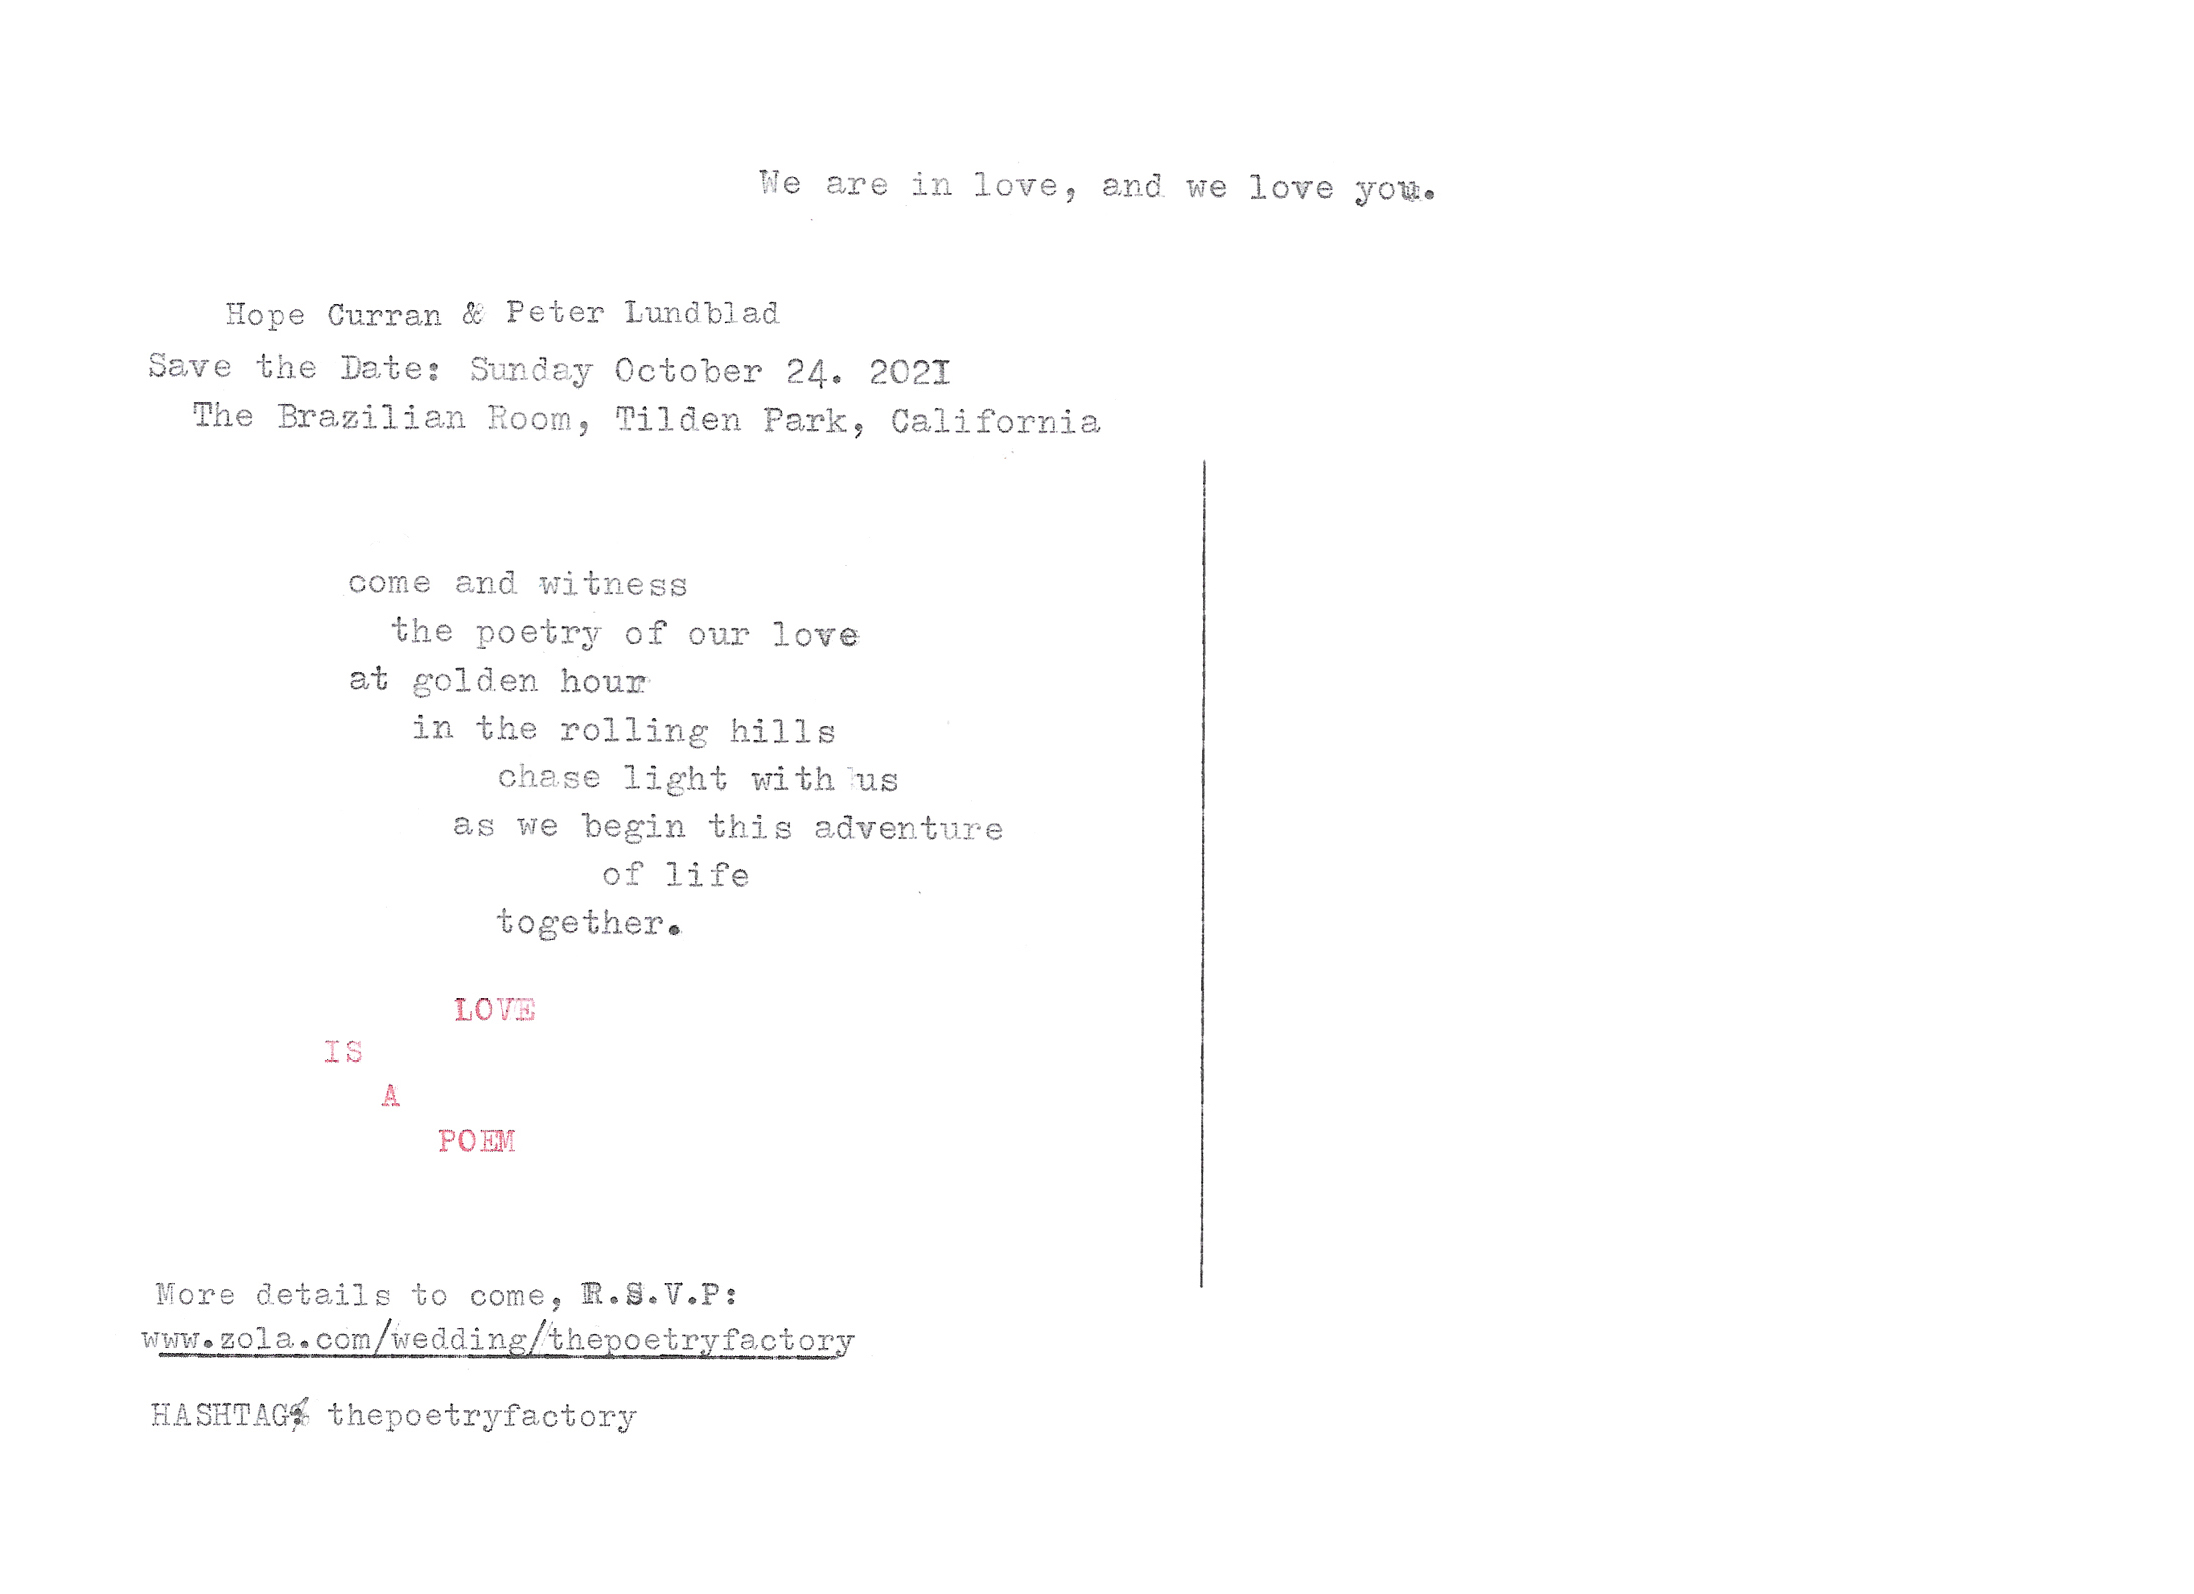 We are in love, and we love you.
Hope Curran & Peter Lundblad
Save the Date: Sunday October 24. 2021
The Brazilian Room, Tilden Park, California
come and witness
the poetry of our love
at golden hour
in the rolling hills
chase light with us
as we begin this adventure
of life
together.
LOVE
IS
A
POEM
More details to come, R.S.V.P:
www.zola.com/wedding/thepoetryfactory
HASHTAG: thepoetryfactory